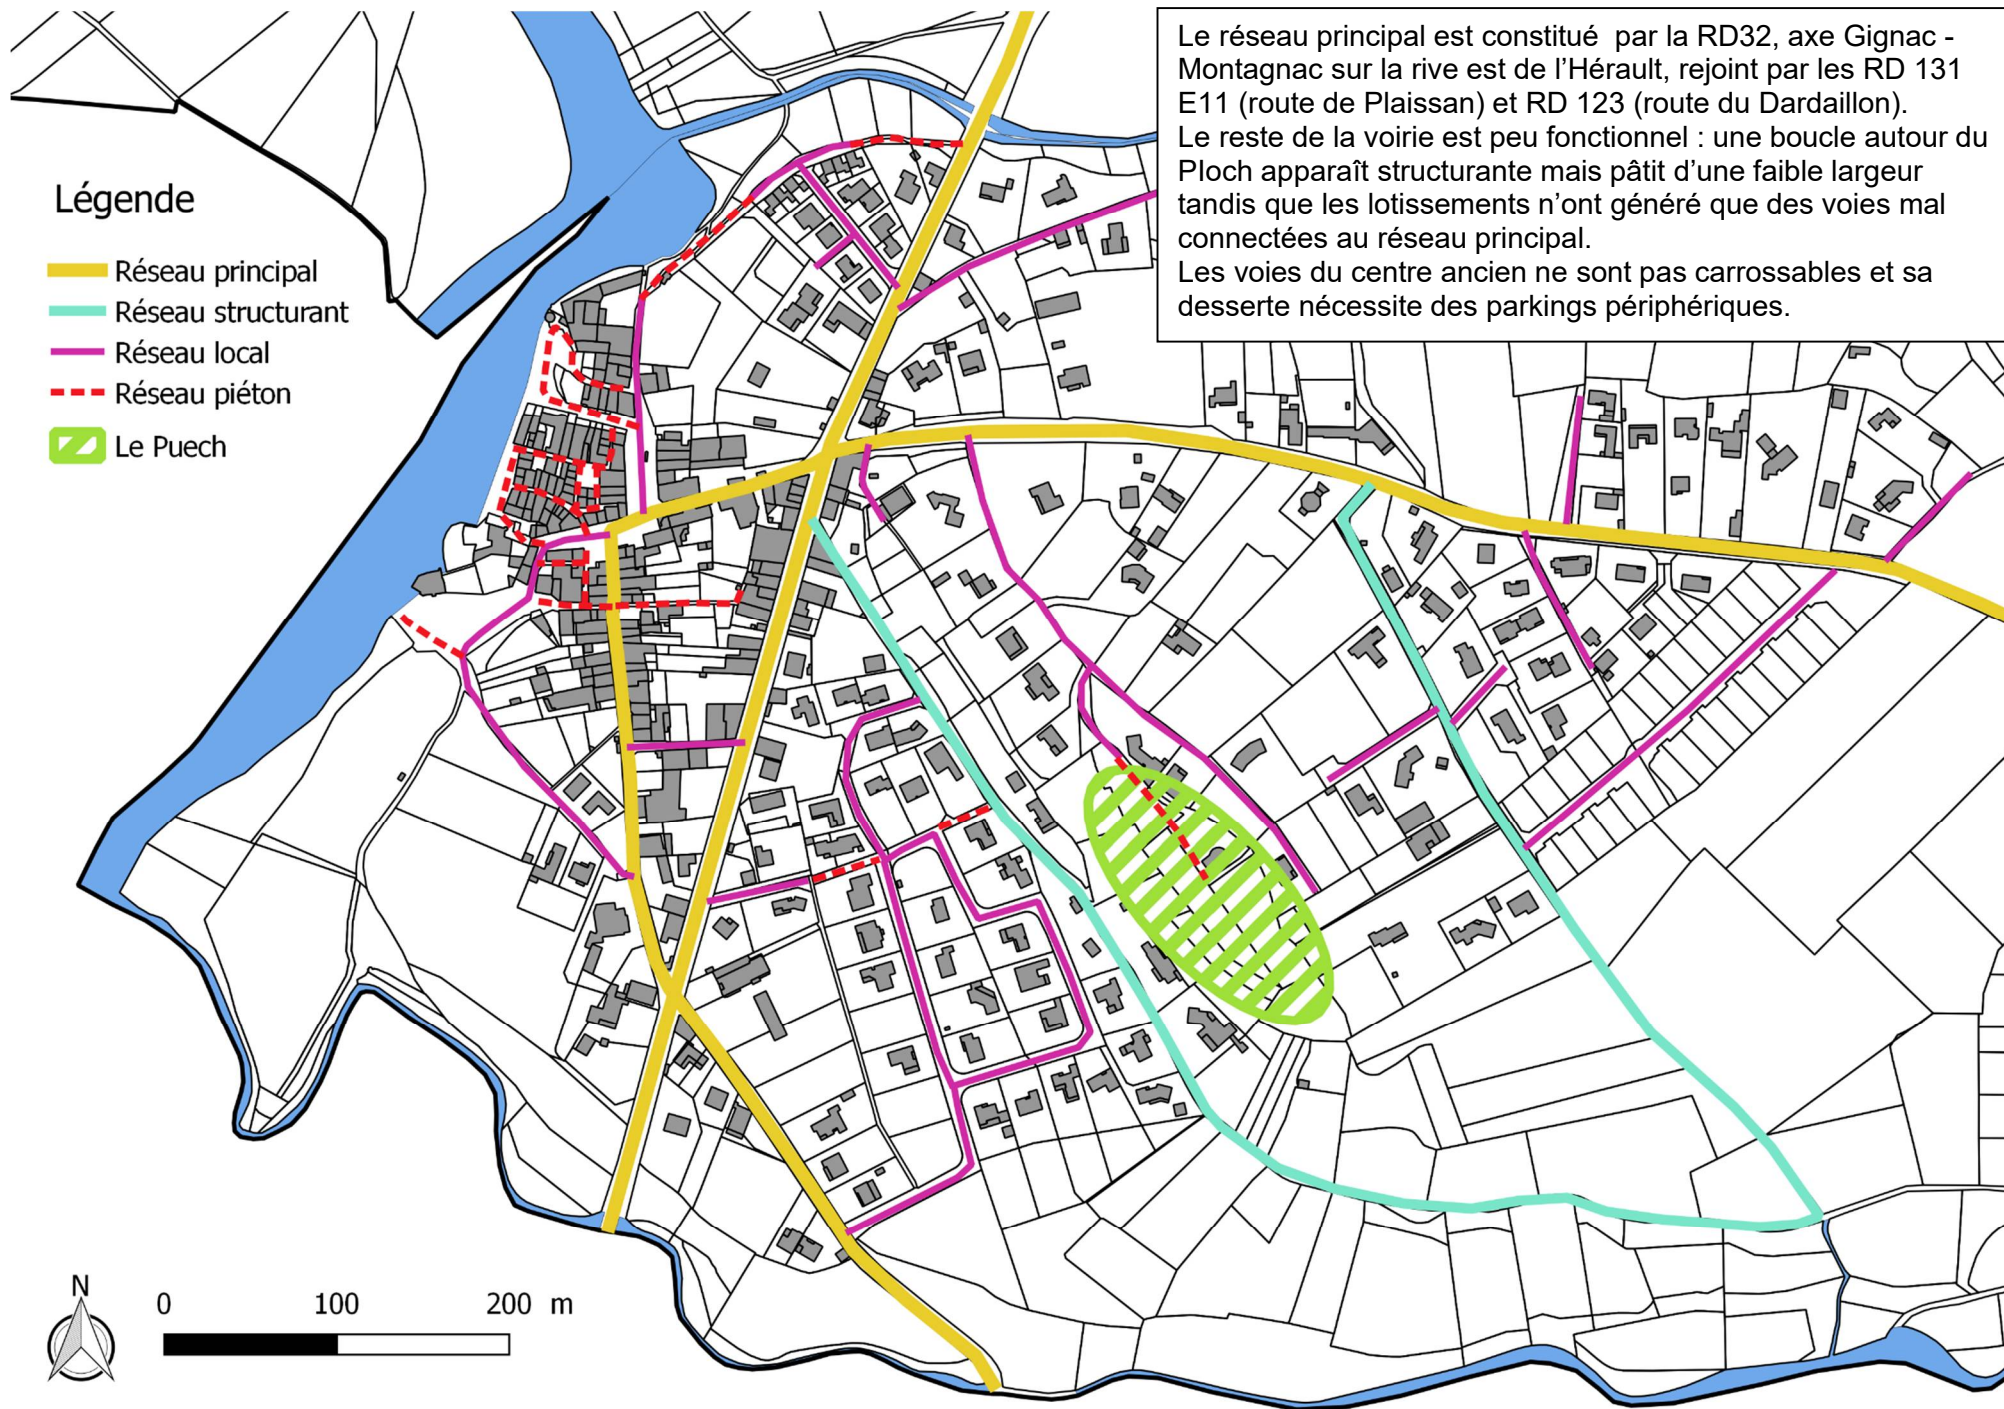 Le réseau principal est constitué par la RD32, axe Gignac -
Montagnac sur la rive est de l'Hérault, rejoint par les RD 131
E11 (route de Plaissan) et RD 123 (route du Dardaillon).
Le reste de la voirie est peu fonctionnel : une boucle autour du
Ploch apparaît structurante mais pâtit d'une faible largeur
tandis que les lotissements n'ont généré que des voies mal
connectées au réseau principal.
Les voies du centre ancien ne sont pas carrossables et sa
desserte nécessite des parkings périphériques.
Légende
Réseau principal
Réseau structurant
Réseau local
Réseau piéton
Le Puech
N
0 100 200 m